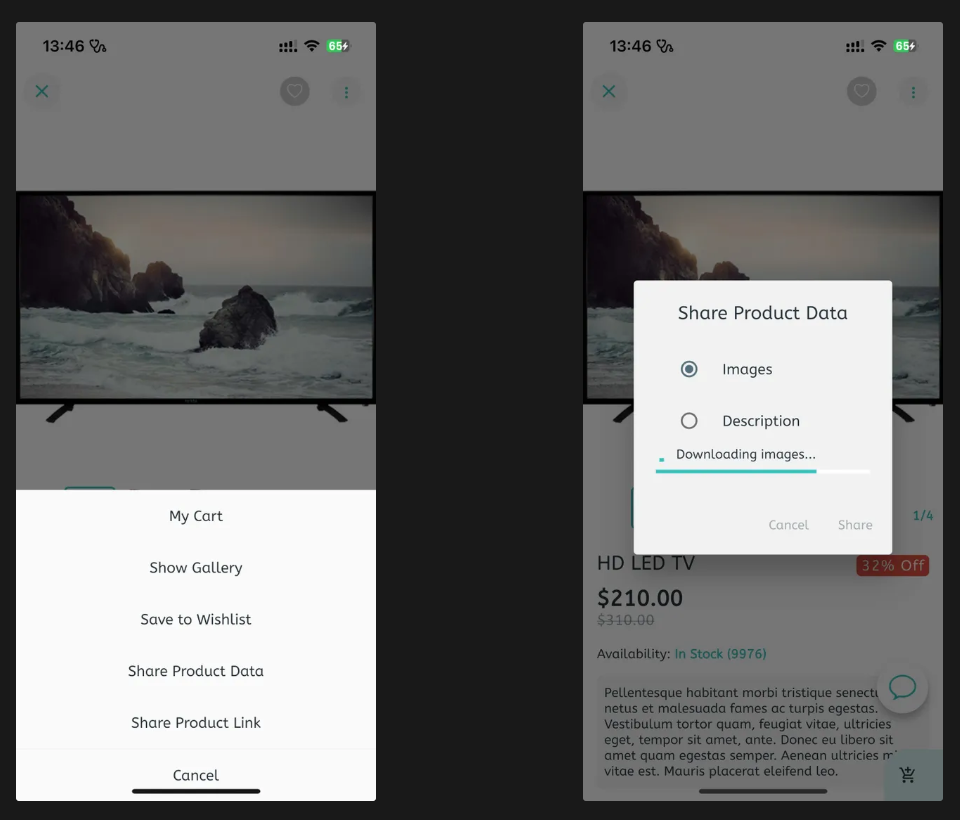 13:46
65
My Cart
Show Gallery
Save to Wishlist
Share Product Data
Share Product Link
Cancel
13:46
65
Share Product Data
Images
Description
Downloading images...
Cancel
Share
1/4
HD LED TV
32% Off
$210.00
$310.00
Availability: In Stock (9976)
Pellentesque habitant morbi tristique senectu
netus et malesuada fames ac turpis egestas.
Vestibulum tortor quam, feugiat vitae, ultricies
eget, tempor sit amet, ante. Donec eu libero sit
amet quam egestas semper. Aenean ultricies m
vitae est. Mauris placerat eleifend leo.